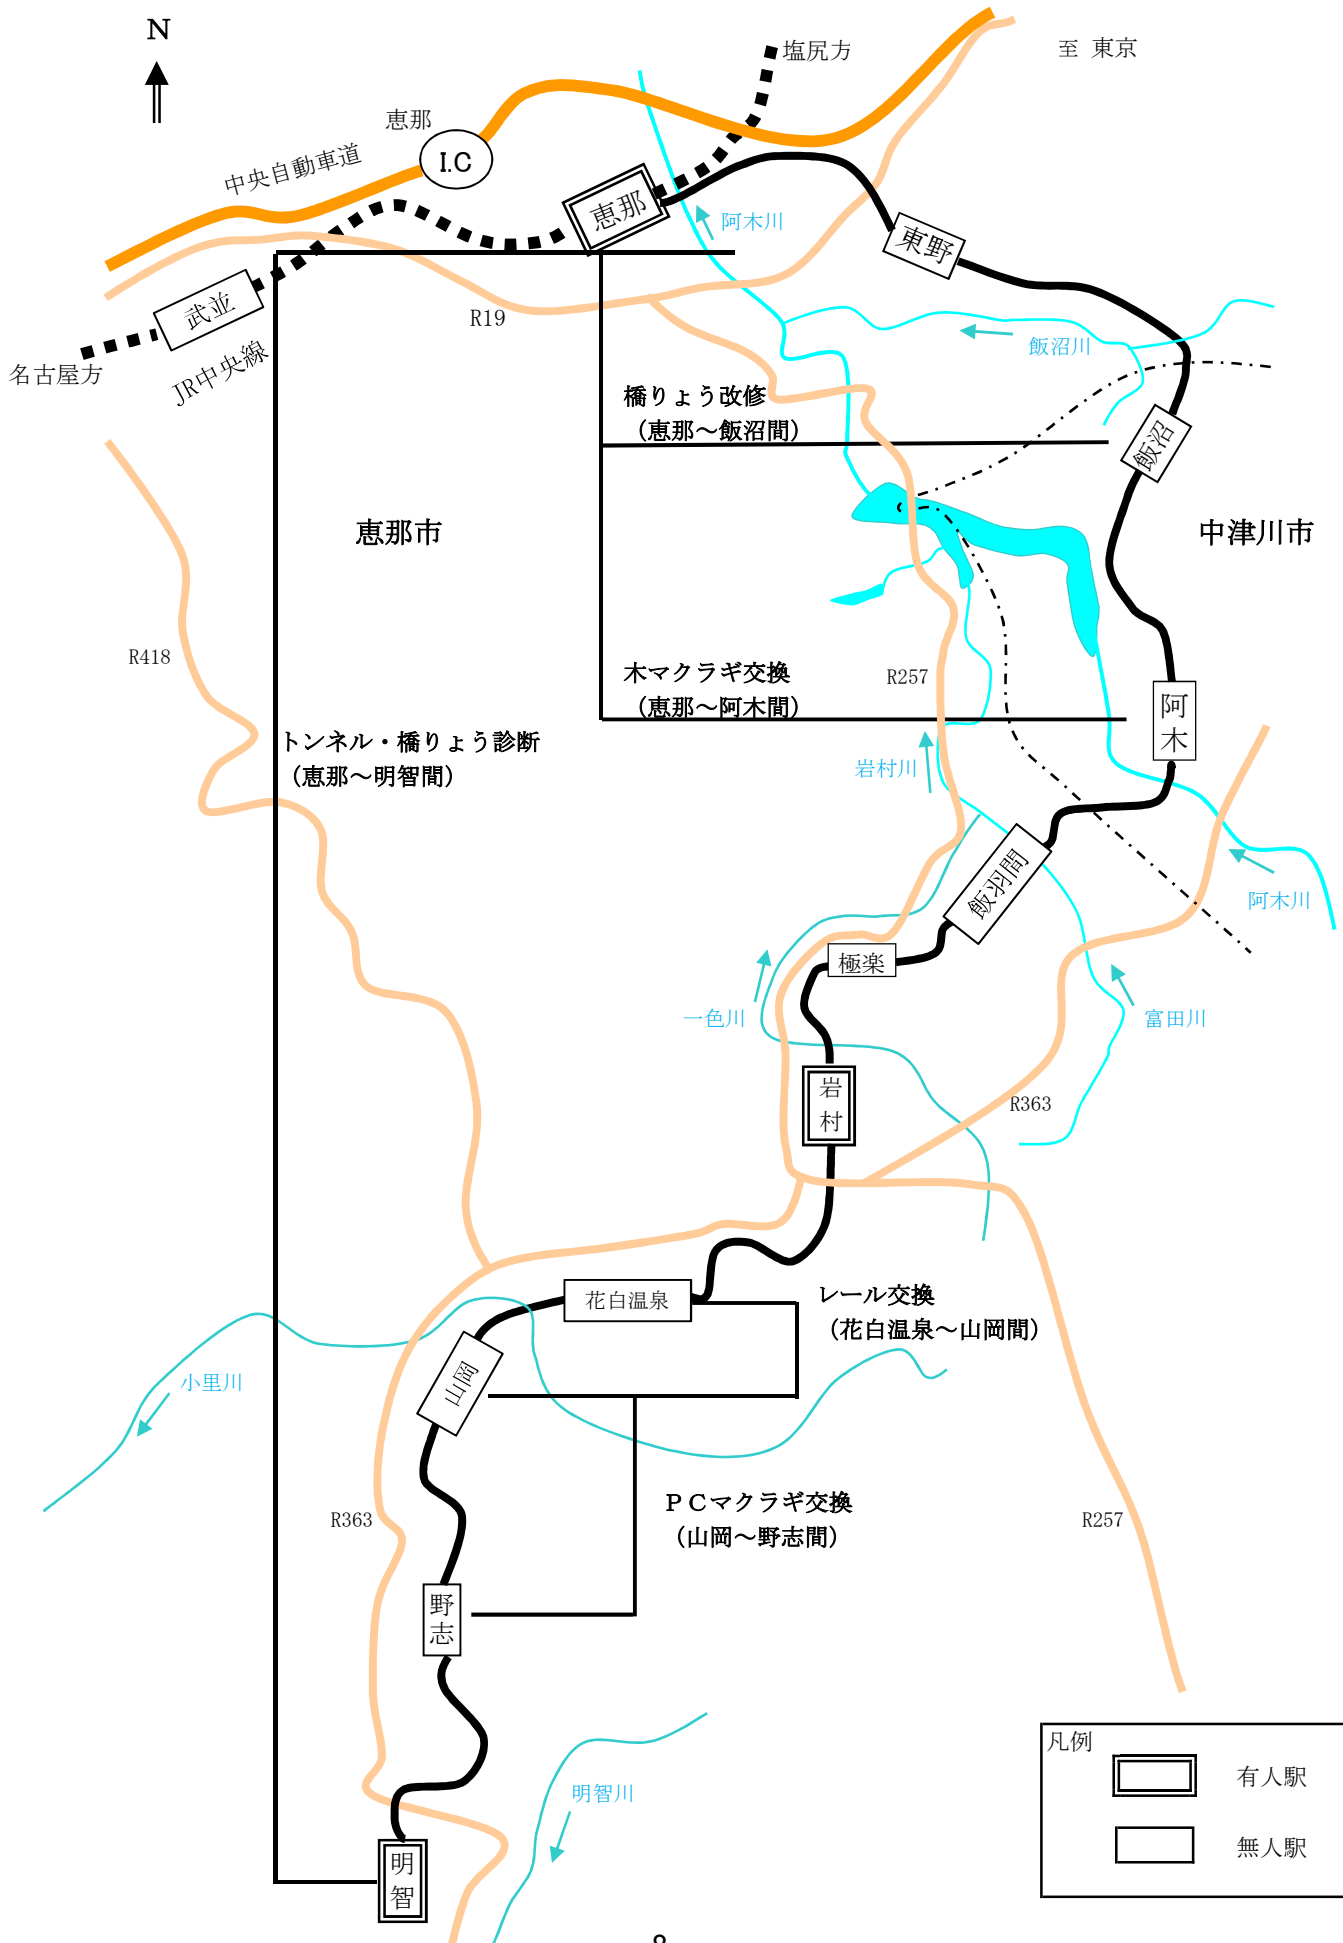 N
塩尻方
至 東京
恵那
I.C
中央自動車道
恵那
阿木川
東野
武並
R19
飯沼川
名古屋方
JR中央線
橋りょう改修
(恵那～飯沼間)
飯沼
恵那市
中津川市
R418
木マクラギ交換
(恵那～阿木間)
R257
阿木
トンネル・橋りょう診断
(恵那～明智間)
岩村川
飯羽間
阿木川
極楽
一色川
富田川
岩村
R363
花白温泉
レール交換
(花白温泉～山岡間)
山岡
小里川
ＰＣマクラギ交換
(山岡～野志間)
R363
R257
野志
凡例
有人駅
明智川
無人駅
明智